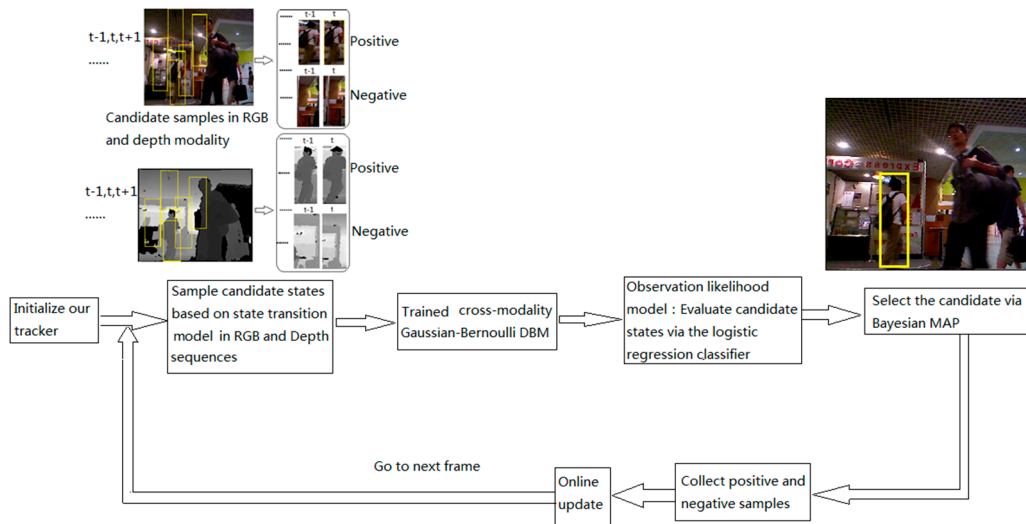 t-1,t,t+1
......
Candidate samples in RGB
and depth modality
...... t-1 t
......
Positive
...... t-1 t
......
Negative
t-1,t,t+1
......
...... t-1 t
......
Positive
...... t-1 t
......
Negative
Express
Initialize our
tracker
Sample candidate states
based on state transition
model in RGB and Depth
sequences
Trained cross-modality
Gaussian-Bernoulli DBM
Observation likelihood
model : Evaluate candidate
states via the logistic
regression classifier
Select the candidate via
Bayesian MAP
Go to next frame
Online
update
Collect positive and
negative samples